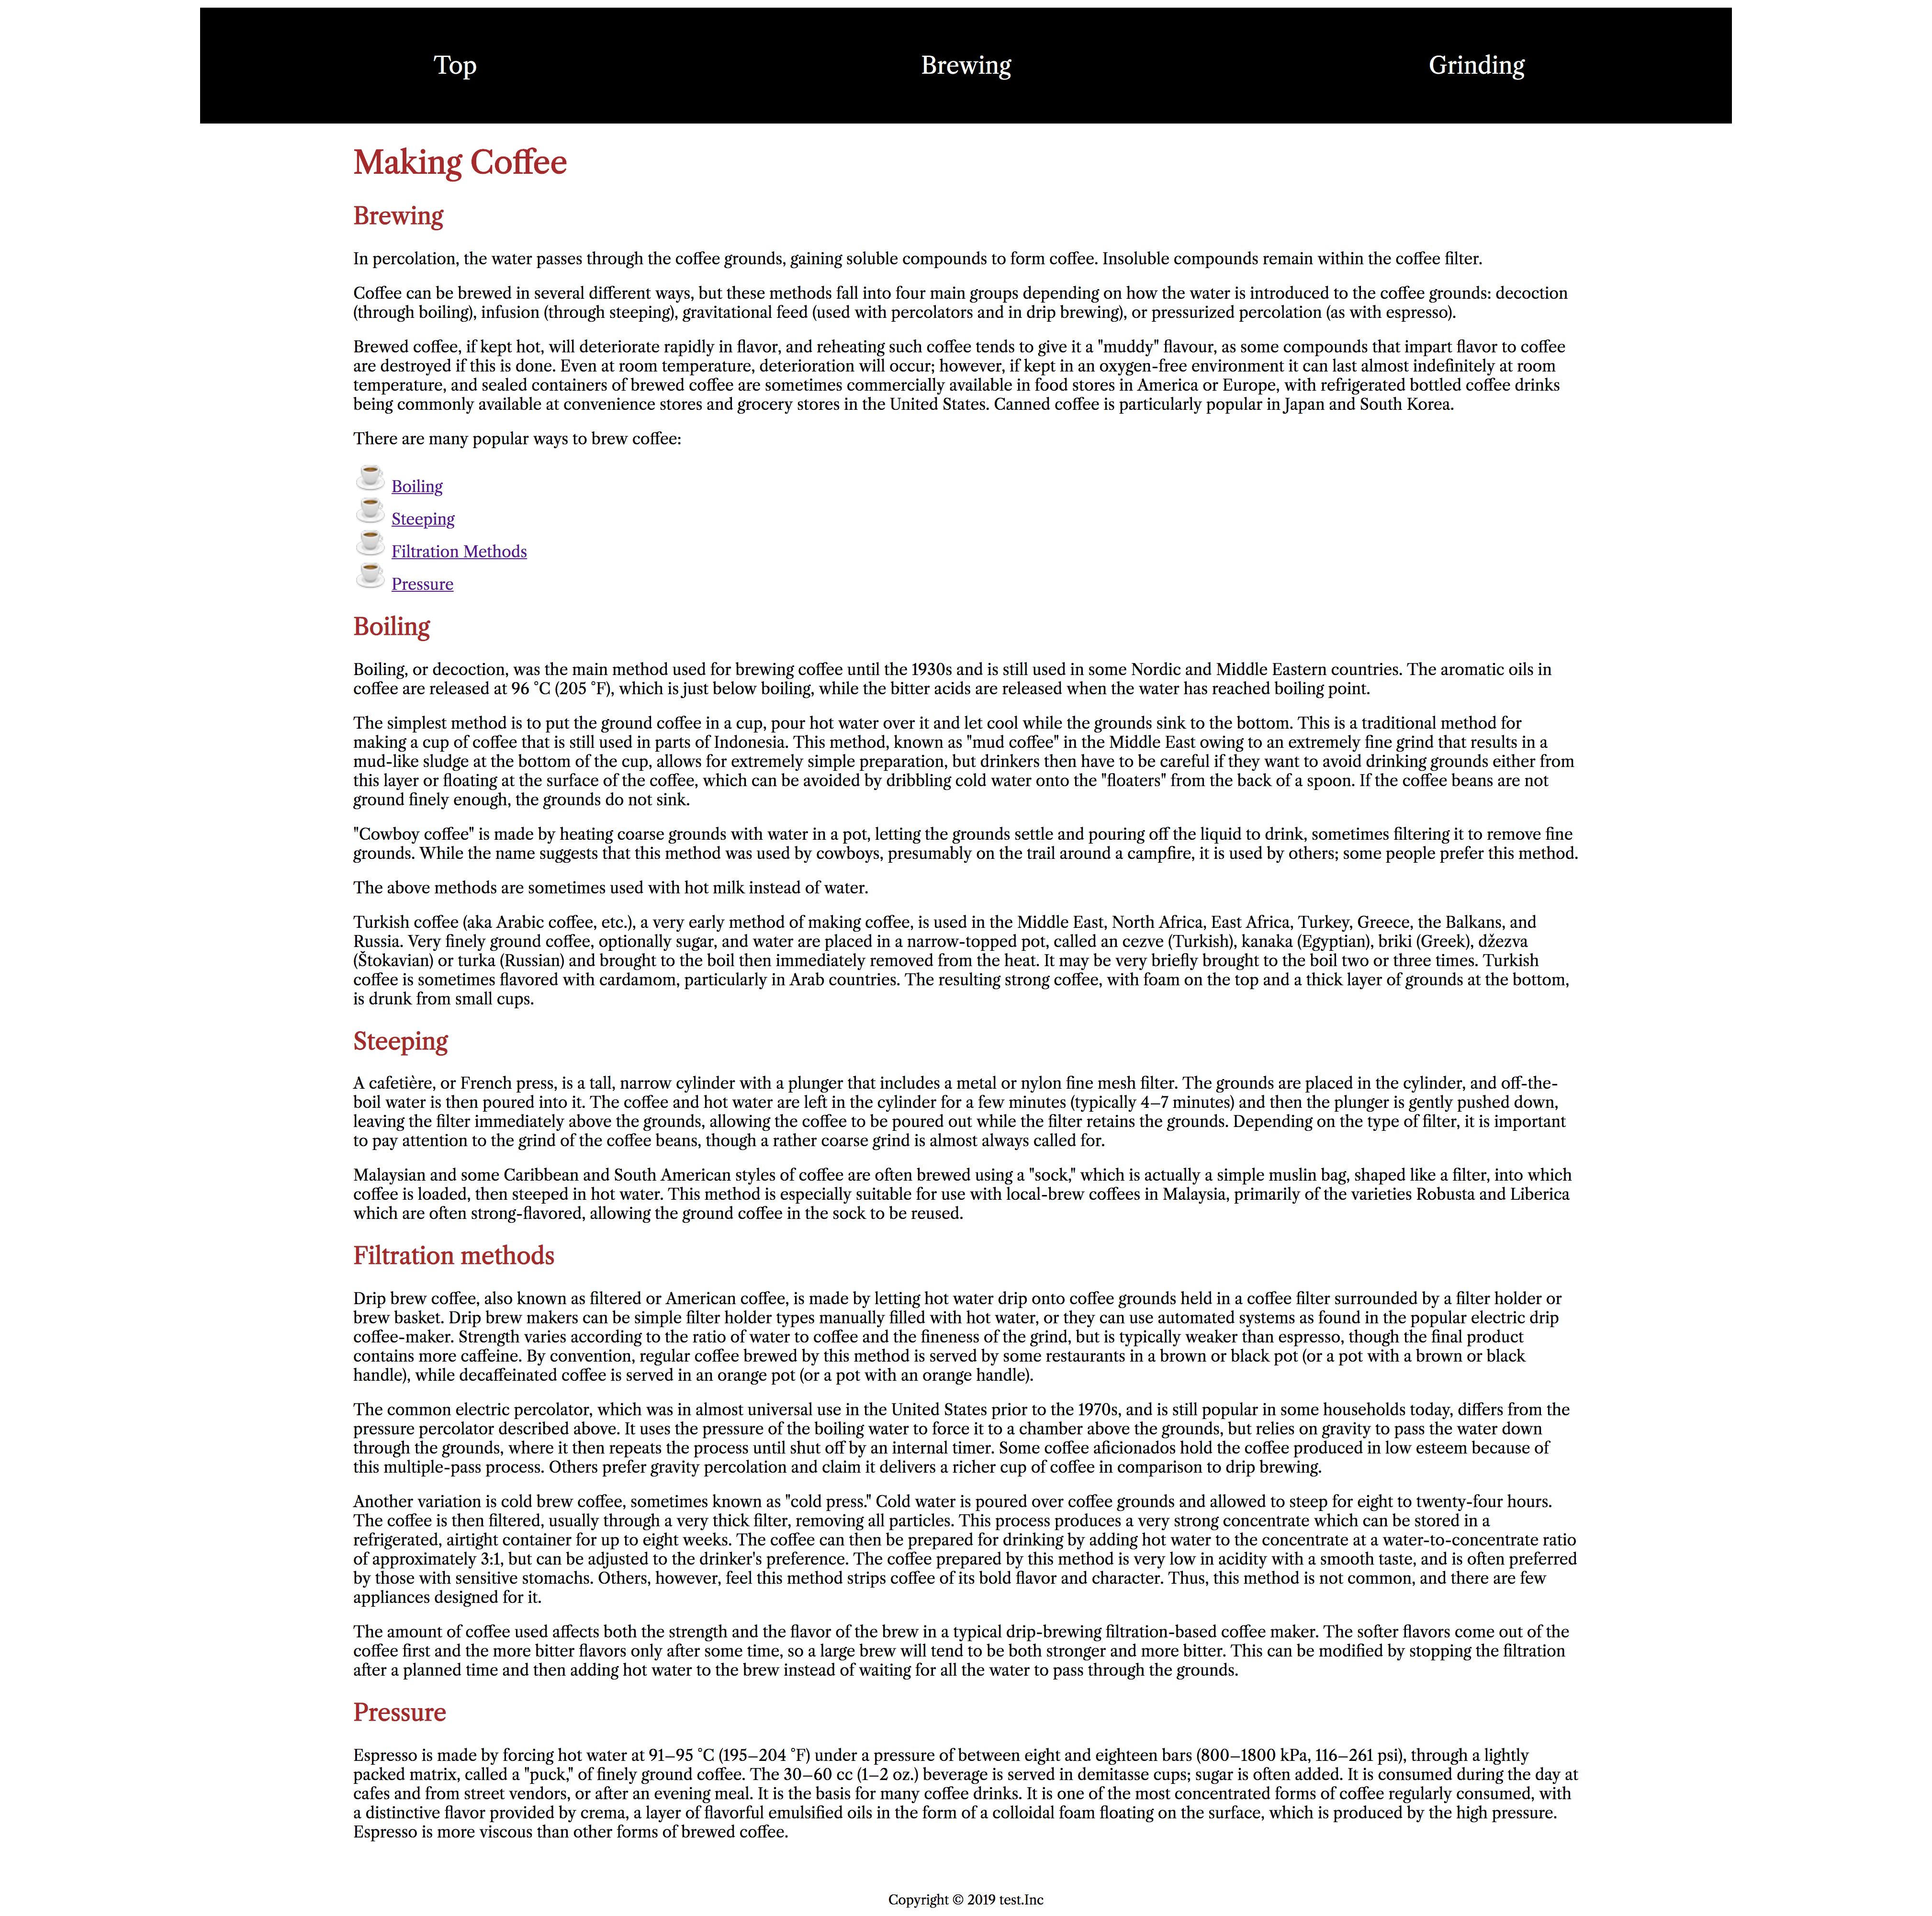 Top
Brewing
Grinding
Making Coffee
Brewing
In percolation, the water passes through the coffee grounds, gaining soluble compounds to form coffee. Insoluble compounds remain within the coffee filter.
Coffee can be brewed in several different ways, but these methods fall into four main groups depending on how the water is introduced to the coffee grounds: decoction
(through boiling), infusion (through steeping), gravitational feed (used with percolators and in drip brewing), or pressurized percolation (as with espresso).
Brewed coffee, if kept hot, will deteriorate rapidly in flavor, and reheating such coffee tends to give it a "muddy" flavour, as some compounds that impart flavor to coffee
are destroyed if this is done. Even at room temperature, deterioration will occur; however, if kept in an oxygen-free environment it can last almost indefinitely at room
temperature, and sealed containers of brewed coffee are sometimes commercially available in food stores in America or Europe, with refrigerated bottled coffee drinks
being commonly available at convenience stores and grocery stores in the United States. Canned coffee is particularly popular in Japan and South Korea.
There are many popular ways to brew coffee:
Boiling
Steeping
Filtration Methods
Pressure
Boiling
Boiling, or decoction, was the main method used for brewing coffee until the 1930s and is still used in some Nordic and Middle Eastern countries. The aromatic oils in
coffee are released at 96 °C (205 °F), which is just below boiling, while the bitter acids are released when the water has reached boiling point.
The simplest method is to put the ground coffee in a cup, pour hot water over it and let cool while the grounds sink to the bottom. This is a traditional method for
making a cup of coffee that is still used in parts of Indonesia. This method, known as "mud coffee" in the Middle East owing to an extremely fine grind that results in a
mud-like sludge at the bottom of the cup, allows for extremely simple preparation, but drinkers then have to be careful if they want to avoid drinking grounds either from
this layer or floating at the surface of the coffee, which can be avoided by dribbling cold water onto the "floaters" from the back of a spoon. If the coffee beans are not
ground finely enough, the grounds do not sink.
"Cowboy coffee" is made by heating coarse grounds with water in a pot, letting the grounds settle and pouring off the liquid to drink, sometimes filtering it to remove fine
grounds. While the name suggests that this method was used by cowboys, presumably on the trail around a campfire, it is used by others; some people prefer this method.
The above methods are sometimes used with hot milk instead of water.
Turkish coffee (aka Arabic coffee, etc.), a very early method of making coffee, is used in the Middle East, North Africa, East Africa, Turkey, Greece, the Balkans, and
Russia. Very finely ground coffee, optionally sugar, and water are placed in a narrow-topped pot, called an cezve (Turkish), kanaka (Egyptian), briki (Greek), džezva
(Štokavian) or turka (Russian) and brought to the boil then immediately removed from the heat. It may be very briefly brought to the boil two or three times. Turkish
coffee is sometimes flavored with cardamom, particularly in Arab countries. The resulting strong coffee, with foam on the top and a thick layer of grounds at the bottom,
is drunk from small cups.
Steeping
A cafetière, or French press, is a tall, narrow cylinder with a plunger that includes a metal or nylon fine mesh filter. The grounds are placed in the cylinder, and off-the-
boil water is then poured into it. The coffee and hot water are left in the cylinder for a few minutes (typically 4–7 minutes) and then the plunger is gently pushed down,
leaving the filter immediately above the grounds, allowing the coffee to be poured out while the filter retains the grounds. Depending on the type of filter, it is important
to pay attention to the grind of the coffee beans, though a rather coarse grind is almost always called for.
Malaysian and some Caribbean and South American styles of coffee are often brewed using a "sock," which is actually a simple muslin bag, shaped like a filter, into which
coffee is loaded, then steeped in hot water. This method is especially suitable for use with local-brew coffees in Malaysia, primarily of the varieties Robusta and Liberica
which are often strong-flavored, allowing the ground coffee in the sock to be reused.
Filtration methods
Drip brew coffee, also known as filtered or American coffee, is made by letting hot water drip onto coffee grounds held in a coffee filter surrounded by a filter holder or
brew basket. Drip brew makers can be simple filter holder types manually filled with hot water, or they can use automated systems as found in the popular electric drip
coffee-maker. Strength varies according to the ratio of water to coffee and the fineness of the grind, but is typically weaker than espresso, though the final product
contains more caffeine. By convention, regular coffee brewed by this method is served by some restaurants in a brown or black pot (or a pot with a brown or black
handle), while decaffeinated coffee is served in an orange pot (or a pot with an orange handle).
The common electric percolator, which was in almost universal use in the United States prior to the 1970s, and is still popular in some households today, differs from the
pressure percolator described above. It uses the pressure of the boiling water to force it to a chamber above the grounds, but relies on gravity to pass the water down
through the grounds, where it then repeats the process until shut off by an internal timer. Some coffee aficionados hold the coffee produced in low esteem because of
this multiple-pass process. Others prefer gravity percolation and claim it delivers a richer cup of coffee in comparison to drip brewing.
Another variation is cold brew coffee, sometimes known as "cold press." Cold water is poured over coffee grounds and allowed to steep for eight to twenty-four hours.
The coffee is then filtered, usually through a very thick filter, removing all particles. This process produces a very strong concentrate which can be stored in a
refrigerated, airtight container for up to eight weeks. The coffee can then be prepared for drinking by adding hot water to the concentrate at a water-to-concentrate ratio
of approximately 3:1, but can be adjusted to the drinker's preference. The coffee prepared by this method is very low in acidity with a smooth taste, and is often preferred
by those with sensitive stomachs. Others, however, feel this method strips coffee of its bold flavor and character. Thus, this method is not common, and there are few
appliances designed for it.
The amount of coffee used affects both the strength and the flavor of the brew in a typical drip-brewing filtration-based coffee maker. The softer flavors come out of the
coffee first and the more bitter flavors only after some time, so a large brew will tend to be both stronger and more bitter. This can be modified by stopping the filtration
after a planned time and then adding hot water to the brew instead of waiting for all the water to pass through the grounds.
Pressure
Espresso is made by forcing hot water at 91–95 °C (195–204 °F) under a pressure of between eight and eighteen bars (800–1800 kPa, 116–261 psi), through a lightly
packed matrix, called a "puck," of finely ground coffee. The 30–60 cc (1–2 oz.) beverage is served in demitasse cups; sugar is often added. It is consumed during the day at
cafes and from street vendors, or after an evening meal. It is the basis for many coffee drinks. It is one of the most concentrated forms of coffee regularly consumed, with
a distinctive flavor provided by crema, a layer of flavorful emulsified oils in the form of a colloidal foam floating on the surface, which is produced by the high pressure.
Espresso is more viscous than other forms of brewed coffee.
Copyright © 2019 test.Inc